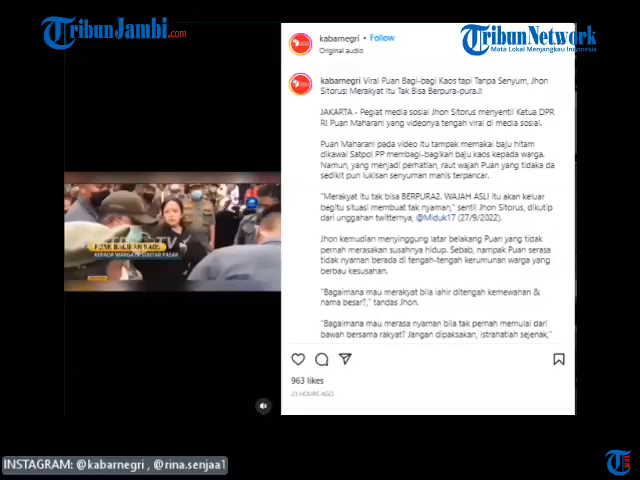 TribunJambi.com
kabarnegri • Follow
Original audio
TribunNetwork
Mata Lokal Menjangkau Indonesia
kabarnegri Viral Puan Bagi-bagi Kaos tapi Tanpa Senyum, Jhon
Sitorus: Merakyat Itu Tak Bisa Berpura-pura.!!
JAKARTA - Pegiat media sosial Jhon Sitorus menyentil Ketua DPR
RI Puan Maharani yang videonya tengah viral di media sosial.
Puan Maharani pada video itu tampak memakai baju hitam
dikawai Satpol PP membagi-bagikan baju kaos kepada warga.
Namun, yang menjadi perhatian, raut wajah Puan yang tidaka da
sedikit pun lukisan senyuman manis terpancar.
"Merakyat itu tak bisa BERPURA2. WAJAH ASLI itu akan keluar
begitu situasi membuat tak nyaman," sentil Jhon Sitorus, dikutip
dari unggahan twitternya, @Miduk17 (27/9/2022).
Jhon kemudian menyinggung latar belakang Puan yang tidak
pernah merasakan susahnya hidup. Sebab, nampak Puan serasa
tidak nyaman berada di tengah-tengah kerumunan warga yang
berbau kesusahan.
"Bagaimana mau merakyat bila lahir ditengah kemewahan &
nama besar?," tandas Jhon.
"Bagaimana mau merasa nyaman bila tak pernah memulai dari
bawah bersama rakyat? Jangan dipaksakan, istrahatlah sejenak,"
PUAN BAGIKAN KAOS
KEPADA WARGA DI SEKITAR PASAR
963 likes
23 HOURS AGO
INSTAGRAM: @kabarnegri , @rina.senjaa1